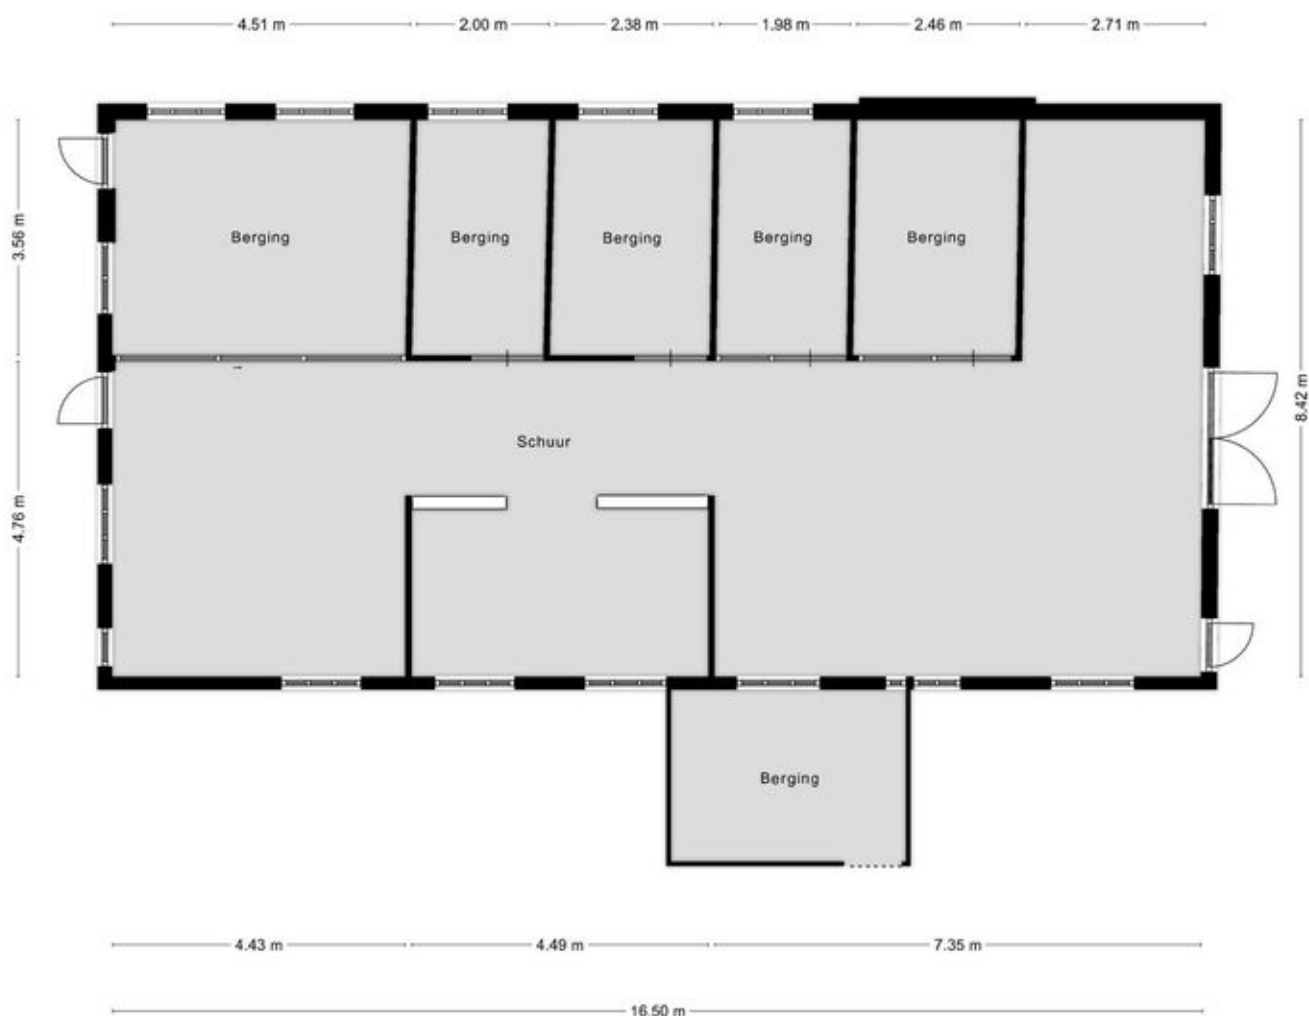 4.51 m 2.00 m 2.38 m 1.98 m 2.46 m 2.71 m
3.56 m
Berging Berging Berging Berging Berging
8.42 m
Schuur
4.76 m
Berging
4.43 m 4.49 m 7.35 m
16.50 m